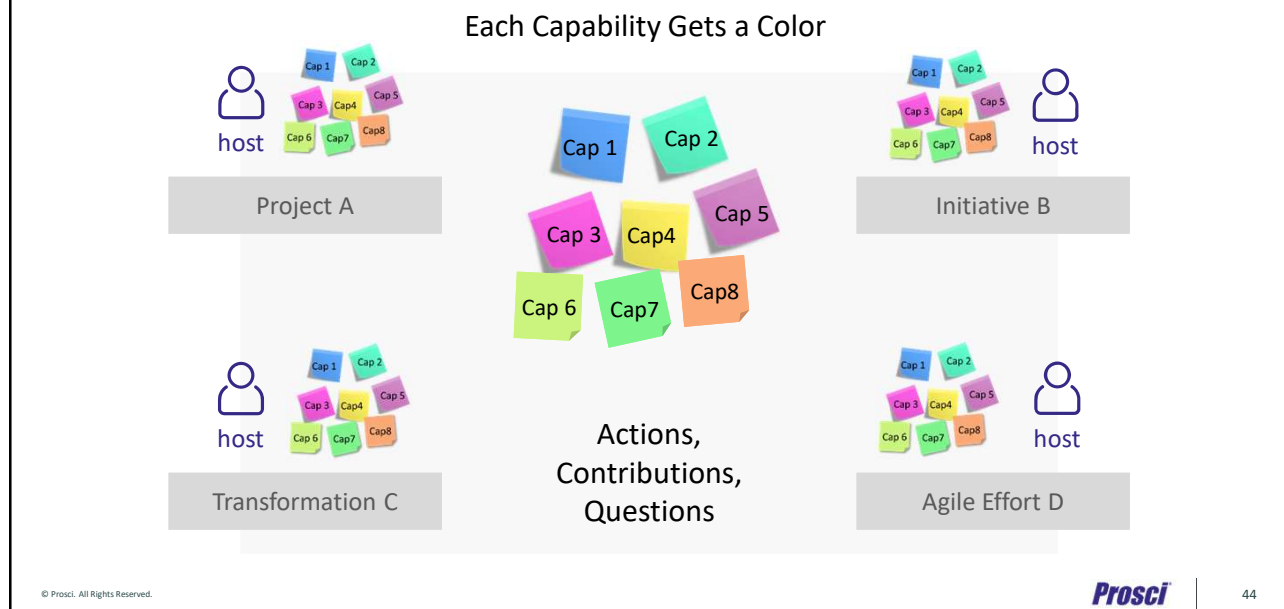 Each Capability Gets a Color
Cap 1
Cap 2
Cap 3
Cap4
Cap 5
Cap 6
Cap7
Cap8
host
Project A
Cap 1
Cap 2
Cap 3
Cap4
Cap 5
Cap 6
Cap7
Cap8
Cap 1
Cap 2
Cap 3
Cap4
Cap 5
Cap 6
Cap7
Cap8
host
Initiative B
Cap 1
Cap 2
Cap 3
Cap4
Cap 5
Cap 6
Cap7
Cap8
host
Transformation C
Actions,
Contributions,
Questions
Cap 1
Cap 2
Cap 3
Cap4
Cap 5
Cap 6
Cap7
Cap8
host
Agile Effort D
© Prosci. All Rights Reserved.
Prosci
44